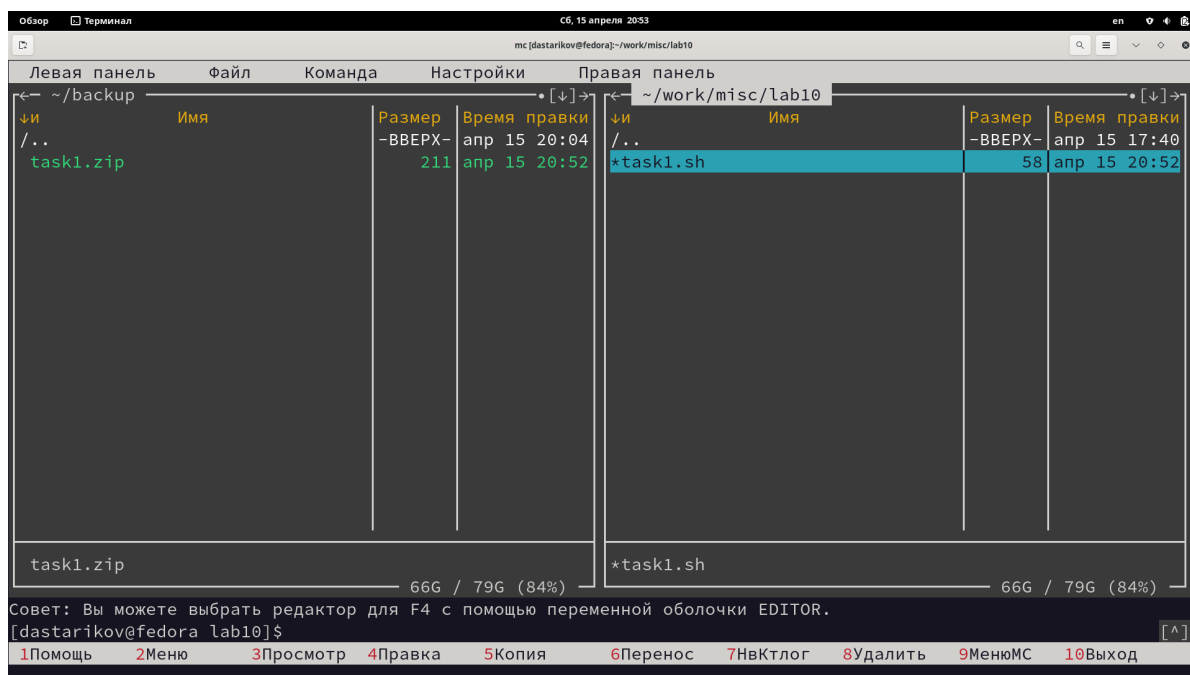 Обзор Терминал Сб, 15 апреля 20:53 en
mc [dastarikov@fedora]:~/work/misc/lab10
Левая панель Файл Команда Настройки Правая панель
←─ ~/backup •[↓]→ ←─ ~/work/misc/lab10 •[↓]→
↓и Имя Размер Время правки ↓и Имя Размер Время правки
/.. -ВВЕРХ- апр 15 20:04 /.. -ВВЕРХ- апр 15 17:40
task1.zip 211 апр 15 20:52 *task1.sh 58 апр 15 20:52
task1.zip *task1.sh
66G / 79G (84%) 66G / 79G (84%)
Совет: Вы можете выбрать редактор для F4 с помощью переменной оболочки EDITOR.
[dastarikov@fedora lab10]$ [^]
1Помощь 2Меню 3Просмотр 4Правка 5Копия 6Перенос 7НвКтлог 8Удалить 9МенюMC 10Выход